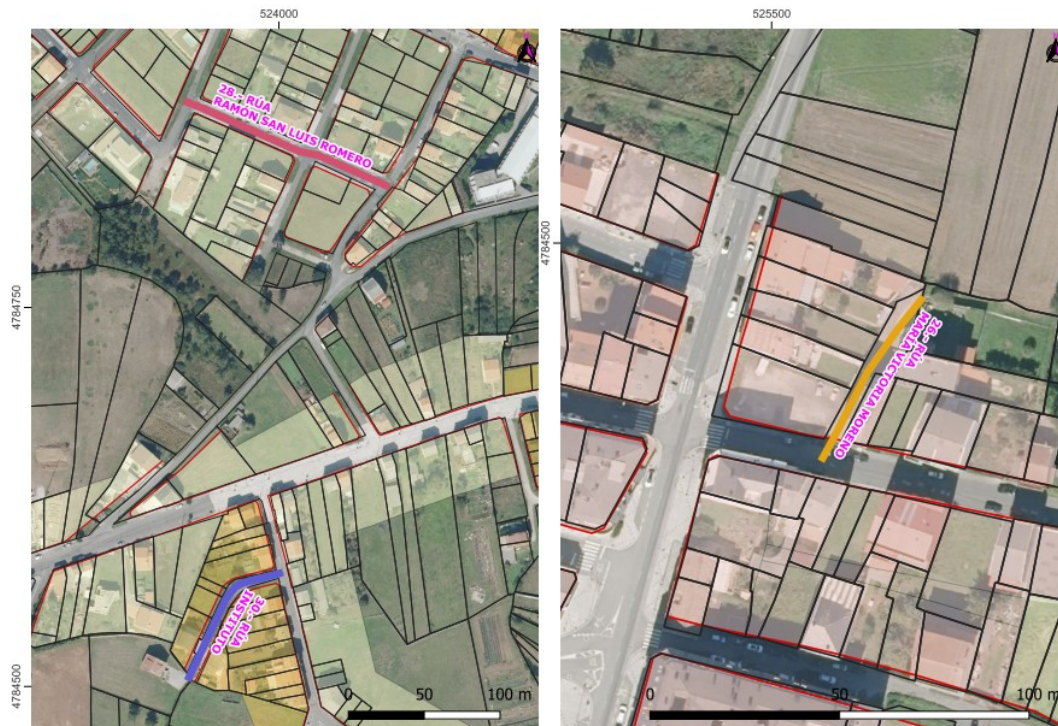 524000
525500
28.- RÚA
RAMÓN SAN LUIS ROMERO
4784750
4784500
30.- RÚA
INSTITUTO
0 50 100 m
4784500
26.- RÚA
MARÍA VICTORIA MORENO
0 50 100 m